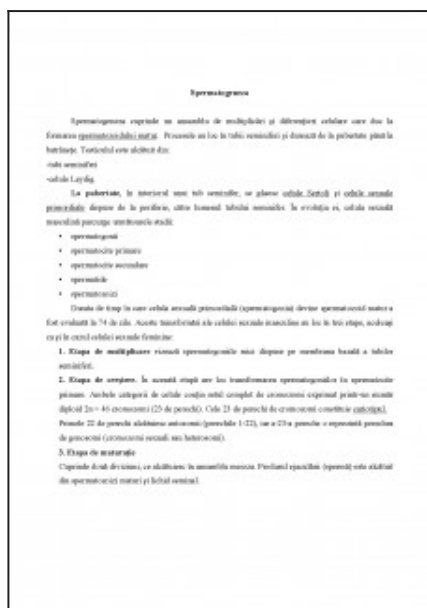 Spermatogeneza
Spermatogeneza cuprinde un ansamblu de multiplicări și diferențieri celulare care duc la
formarea spermatozoidului matur. Procesele au loc în tubii seminiferi și durează de la pubertate până la
bătrânețe. Testiculul este alcătuit din:
-tubi seminiferi
-celule Leydig.
La pubertate, în interiorul unui tub seminifer, se găsesc celule Sertoli și celule sexuale
primordiale dispuse de la periferie, către lumenul tubului seminifer. În evoluția ei, celula sexuală
masculină parcurge următoarele stadii:
• spermatogonii
• spermatocite primare
• spermatocite secundare
• spermatide
• spermatozoizi
Durata de timp în care celula sexuală primordială (spermatogonia) devine spermatozoid matur a
fost evaluată la 74 de zile. Aceste transformări ale celulei sexuale masculine au loc în trei etape, aceleași
ca și în cazul celulei sexuale feminine:
1. Etapa de multiplicare vizează spermatogoniile mici dispuse pe membrana bazală a tubilor
seminiferi.
2. Etapa de creștere. În această etapă are loc transformarea spermatogoniilor în spermatocite
primare. Ambele categorii de celule conțin setul complet de cromozomi exprimat printr-un număr
diploid 2n = 46 cromozomi (23 de perechi). Cele 23 de perechi de cromozomi constituie cariotipul.
Primele 22 de perechi alcătuiesc autozomii (perechile 1-22), iar a 23-a pereche o reprezintă perechea
de gonozomi (cromozomi sexuali sau heterozomi).
3. Etapa de maturație
Cuprinde două diviziuni, ce alcătuiesc în ansamblu meioza. Produsul ejaculării (sperma) este alcătuit
din spermatozoizi maturi și lichid seminal.